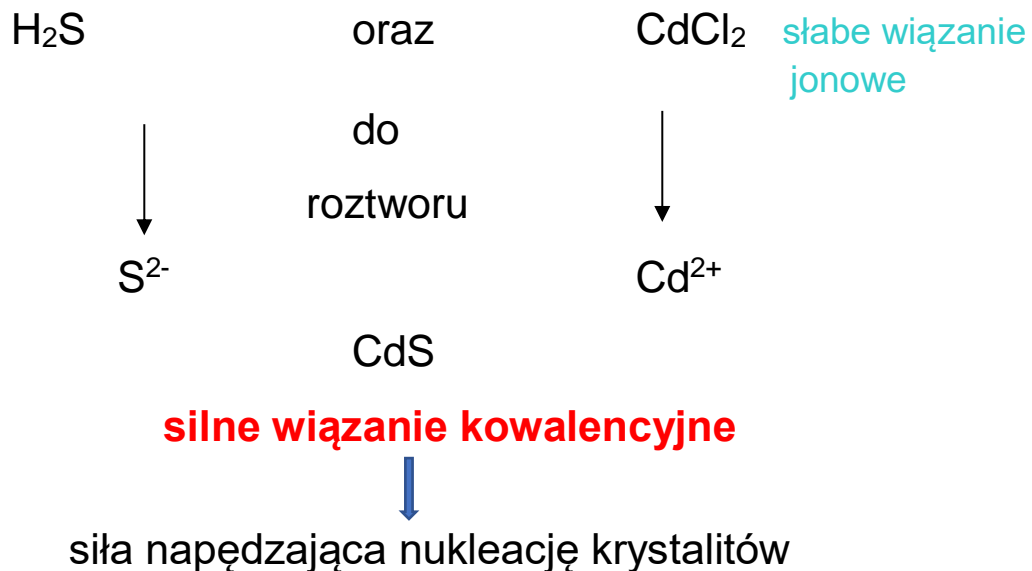 H₂S oraz CdCl₂ słabe wiązanie
jonowe
do
roztworu
S²⁻ Cd²⁺
CdS
silne wiązanie kowalencyjne
siła napędzająca nukleację krystalitów